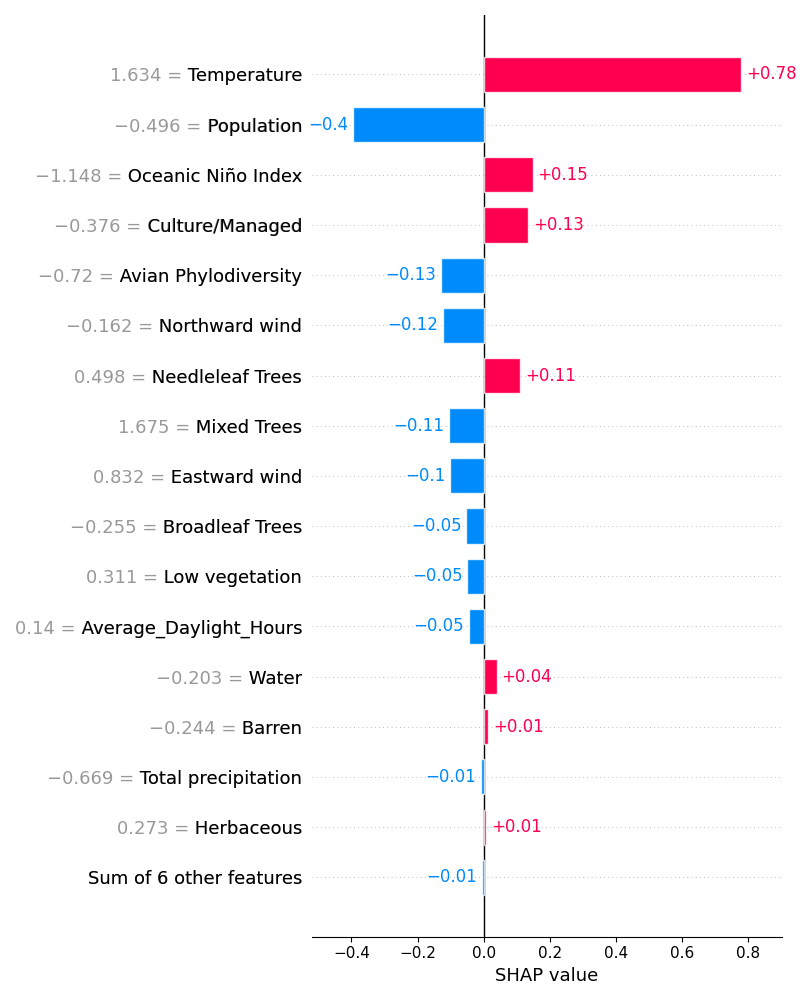 1.634 = Temperature +0.78
−0.496 = Population −0.4
−1.148 = Oceanic Niño Index +0.15
−0.376 = Culture/Managed +0.13
−0.72 = Avian Phylodiversity −0.13
−0.162 = Northward wind −0.12
0.498 = Needleleaf Trees +0.11
1.675 = Mixed Trees −0.11
0.832 = Eastward wind −0.1
−0.255 = Broadleaf Trees −0.05
0.311 = Low vegetation −0.05
0.14 = Average_Daylight_Hours −0.05
−0.203 = Water +0.04
−0.244 = Barren +0.01
−0.669 = Total precipitation −0.01
0.273 = Herbaceous +0.01
Sum of 6 other features −0.01
−0.4 −0.2 0.0 0.2 0.4 0.6 0.8
SHAP value